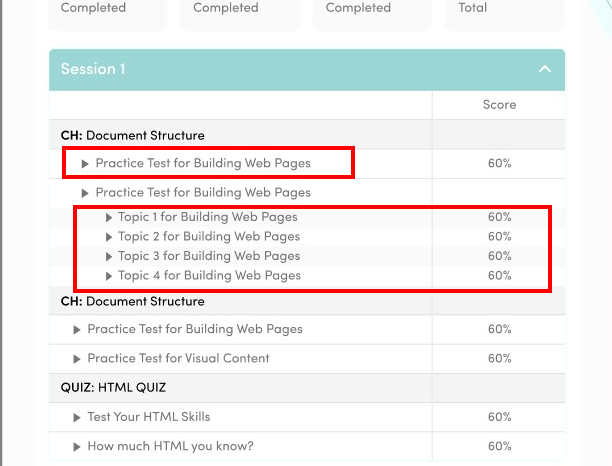 Completed Completed Completed Total
Session 1
Score
CH: Document Structure
Practice Test for Building Web Pages 60%
Practice Test for Building Web Pages
Topic 1 for Building Web Pages 60%
Topic 2 for Building Web Pages 60%
Topic 3 for Building Web Pages 60%
Topic 4 for Building Web Pages 60%
CH: Document Structure
Practice Test for Building Web Pages 60%
Practice Test for Visual Content 60%
QUIZ: HTML QUIZ
Test Your HTML Skills 60%
How much HTML you know? 60%